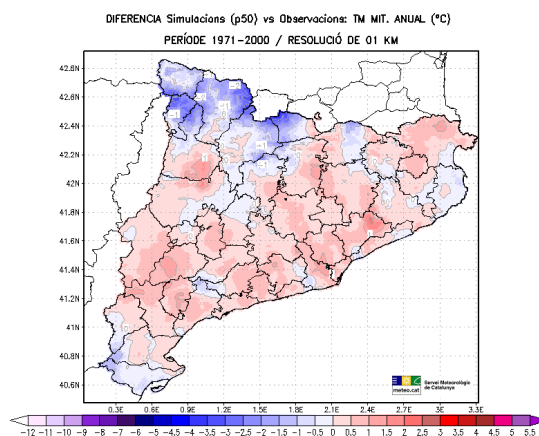 DIFERENCIA Simulacions (p50) vs Observacions: TM MIT. ANUAL (°C)
PERÍODE 1971-2000 / RESOLUCIÓ DE 01 KM
42.8N
42.6N
42.4N
42.2N
42N
41.8N
41.6N
41.4N
41.2N
41N
40.8N
40.6N
meteo.cat
Servei Meteorològic
de Catalunya
0.3E 0.6E 0.9E 1.2E 1.5E 1.8E 2.1E 2.4E 2.7E 3E 3.3E
-12 -11 -10 -9 -8 -7 -6 -5 -4.5 -4 -3.5 -3 -2.5 -2 -1.5 -1 -0.5 0 0.5 1 1.5 2 2.5 3 3.5 4 4.5 5 5.5